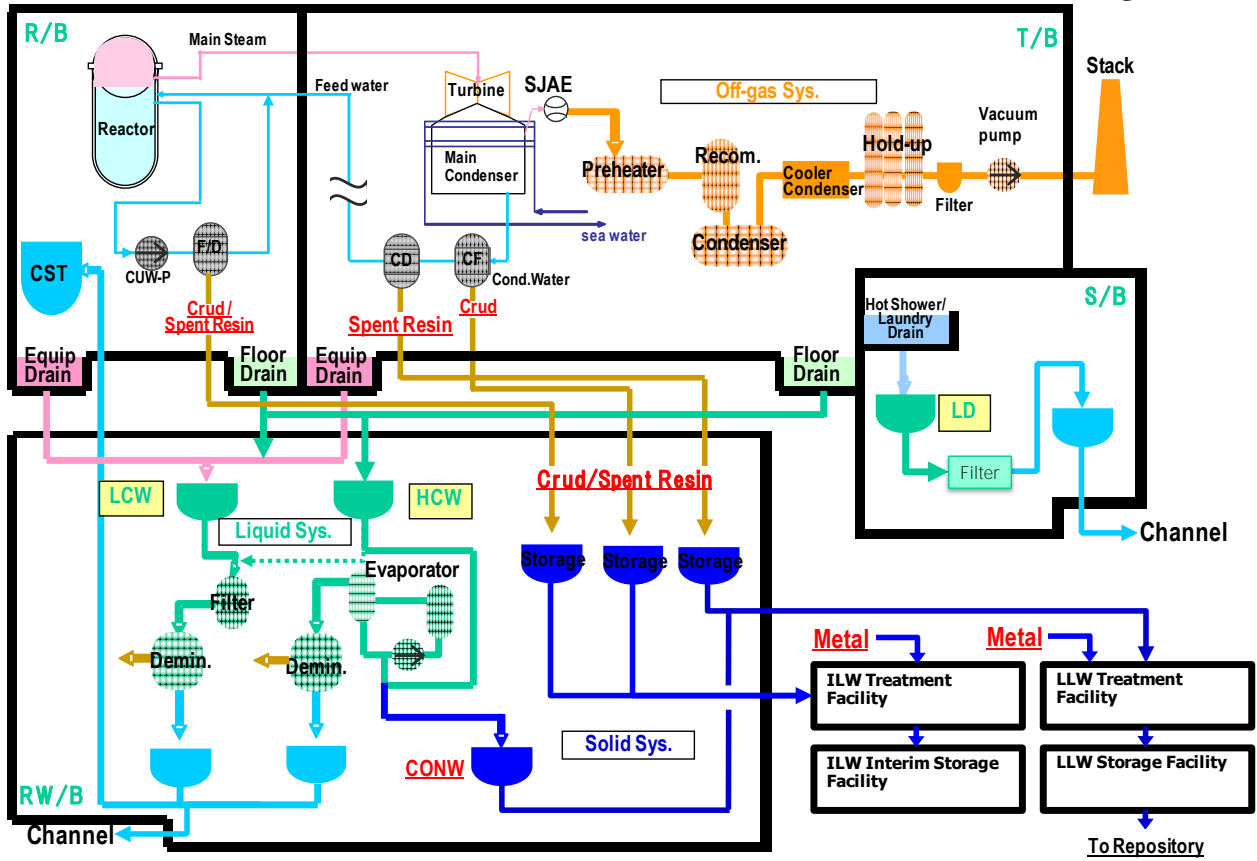 R/B
Main Steam
T/B
Feed water
Reactor
Turbine
SJAE
Off-gas Sys.
Stack
Vacuum
pump
Main
Condenser
Preheater
Recom.
Hold-up
Cooler
Condenser
Filter
Condenser
sea water
CST
CUW-P
F/D
CD
CF
Cond.Water
Crud/
Spent Resin
Spent Resin
Crud
S/B
Hot Shower/
Laundry
Drain
Equip
Drain
Floor
Drain
Equip
Drain
Floor
Drain
LD
Filter
Channel
LCW
HCW
Crud/Spent Resin
Liquid Sys.
Evaporator
Storage
Storage
Storage
Filter
Demin.
Demin.
Metal
Metal
ILW Treatment
Facility
LLW Treatment
Facility
Solid Sys.
CONW
ILW Interim Storage
Facility
LLW Storage Facility
RW/B
Channel
To Repository